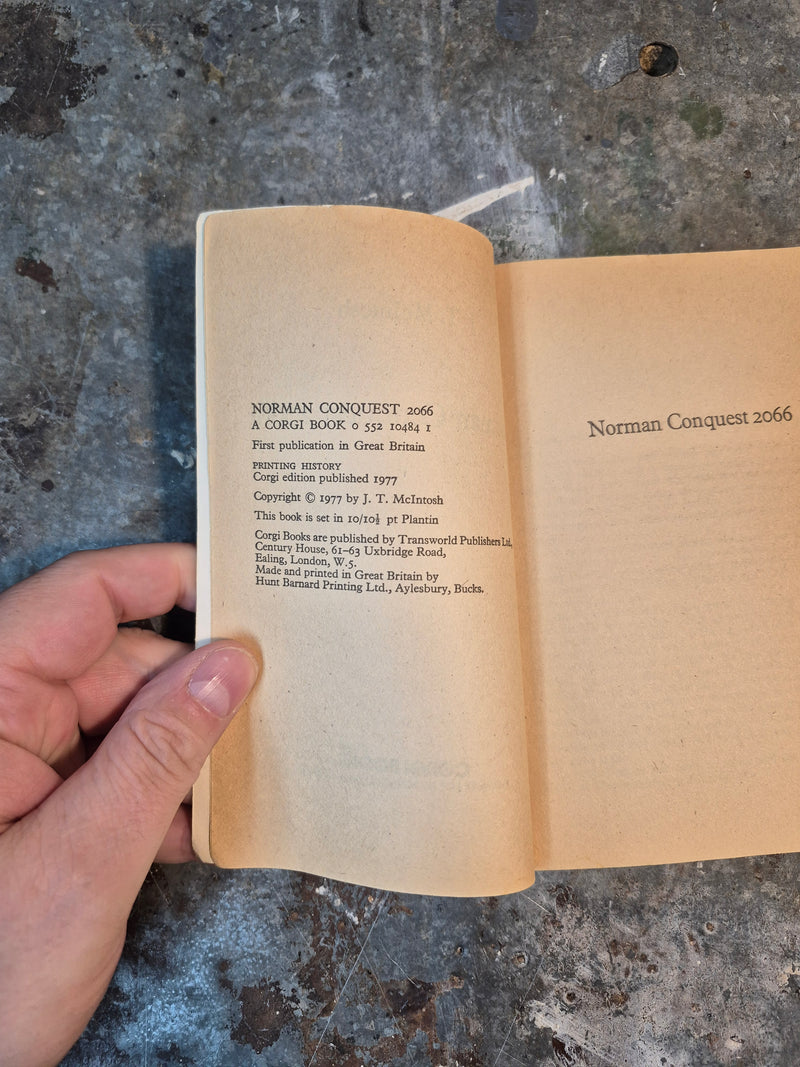 NORMAN CONQUEST 2066
A CORGI BOOK 0 552 10484 1
First publication in Great Britain
PRINTING HISTORY
Corgi edition published 1977
Copyright © 1977 by J. T. McIntosh
This book is set in 10/10½ pt Plantin
Corgi Books are published by Transworld Publishers Ltd,
Century House, 61–63 Uxbridge Road,
Ealing, London, W.5.
Made and printed in Great Britain by
Hunt Barnard Printing Ltd., Aylesbury, Bucks.
Norman Conquest 2066